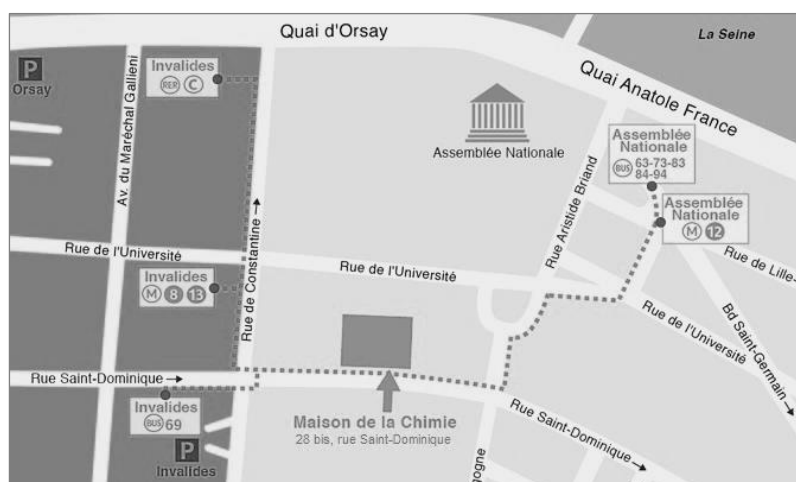 Quai d'Orsay
La Seine
Invalides
RER C
P
Orsay
Av. du Maréchal Gallieni
Quai Anatole France
Assemblée Nationale
Assemblée
Nationale
BUS 63-73-83
84-94
Rue Aristide Briand
Assemblée
Nationale
M 12
Rue de Constantine →
Rue de l'Université
Rue de l'Université
Rue de Lille
Invalides
M 8 13
Rue de l'Université
Bd Saint-Germain →
Rue Saint-Dominique →
Invalides
BUS 69
Maison de la Chimie
28 bis, rue Saint-Dominique
Rue Saint-Dominique →
P
Invalides